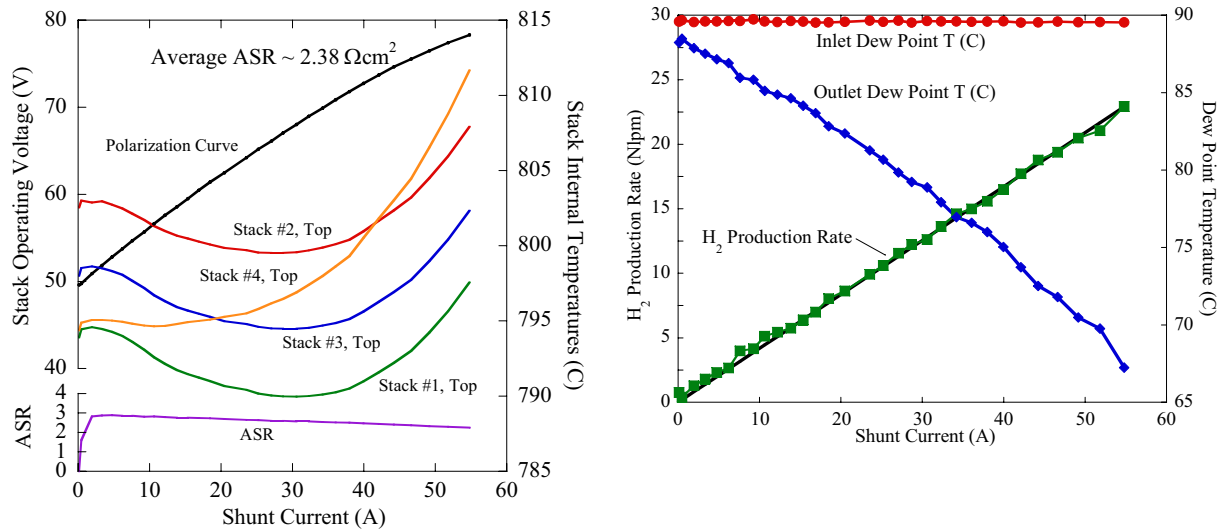 80
70
60
50
40
4
3
2
1
0
Stack Operating Voltage (V)
ASR
Average ASR ~ 2.38 Ωcm²
Polarization Curve
Stack #2, Top
Stack #4, Top
Stack #3, Top
Stack #1, Top
ASR
815
810
805
800
795
790
785
Stack Internal Temperatures (C)
0 10 20 30 40 50 60
Shunt Current (A)
30
25
20
15
10
5
0
H₂ Production Rate (Nlpm)
Inlet Dew Point T (C)
Outlet Dew Point T (C)
H₂ Production Rate
90
85
80
75
70
65
Dew Point Temperature (C)
0 10 20 30 40 50 60
Shunt Current (A)